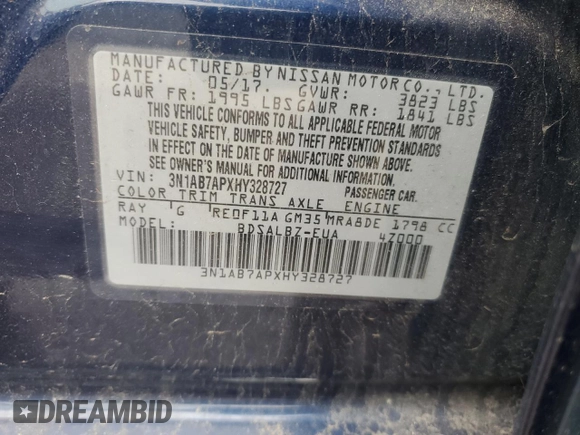 MANUFACTURED BY NISSAN MOTOR CO., LTD.
DATE: 05/17. GVWR: 3823 LBS
GAWR FR: 1995 LBS GAWR RR: 1841 LBS
THIS VEHICLE CONFORMS TO ALL APPLICABLE FEDERAL MOTOR
VEHICLE SAFETY, BUMPER AND THEFT PREVENTION STANDARDS
IN EFFECT ON THE DATE OF MANUFACTURE SHOWN ABOVE.
SEE OWNER'S MANUAL FOR ADDITIONAL INFORMATION.
VIN: 3N1AB7APXHY328727 PASSENGER CAR.
COLOR TRIM TRANS AXLE ENGINE
RAY G RE0F11A GM35 MRA8DE 1798 CC
MODEL: BDSALBZ-EUA 4Z000
3N1AB7APXHY328727
DREAMBID